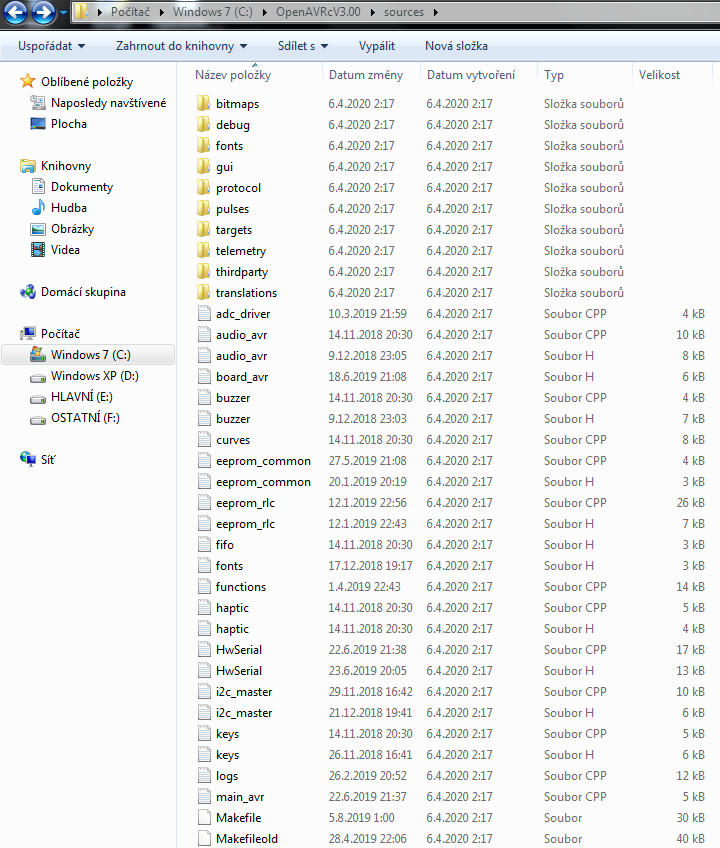 Počítač Windows 7 (C:) OpenAVRcV3.00 sources
Uspořádat Zahrnout do knihovny Sdílet s Vypálit Nová složka
Oblíbené položky
Naposledy navštívené
Plocha
Knihovny
Dokumenty
Hudba
Obrázky
Videa
Domácí skupina
Počítač
Windows 7 (C:)
Windows XP (D:)
HLAVNÍ (E:)
OSTATNÍ (F:)
Síť
Název položky Datum změny Datum vytvoření Typ Velikost
bitmaps 6.4.2020 2:17 6.4.2020 2:17 Složka souborů
debug 6.4.2020 2:17 6.4.2020 2:17 Složka souborů
fonts 6.4.2020 2:17 6.4.2020 2:17 Složka souborů
gui 6.4.2020 2:17 6.4.2020 2:17 Složka souborů
protocol 6.4.2020 2:17 6.4.2020 2:17 Složka souborů
pulses 6.4.2020 2:17 6.4.2020 2:17 Složka souborů
targets 6.4.2020 2:17 6.4.2020 2:17 Složka souborů
telemetry 6.4.2020 2:17 6.4.2020 2:17 Složka souborů
thirdparty 6.4.2020 2:17 6.4.2020 2:17 Složka souborů
translations 6.4.2020 2:17 6.4.2020 2:17 Složka souborů
adc_driver 10.3.2019 21:59 6.4.2020 2:17 Soubor CPP 4 kB
audio_avr 14.11.2018 20:30 6.4.2020 2:17 Soubor CPP 10 kB
audio_avr 9.12.2018 23:05 6.4.2020 2:17 Soubor H 8 kB
board_avr 18.6.2019 21:08 6.4.2020 2:17 Soubor H 6 kB
buzzer 14.11.2018 20:30 6.4.2020 2:17 Soubor CPP 4 kB
buzzer 9.12.2018 23:03 6.4.2020 2:17 Soubor H 7 kB
curves 14.11.2018 20:30 6.4.2020 2:17 Soubor CPP 8 kB
eeprom_common 27.5.2019 21:08 6.4.2020 2:17 Soubor CPP 4 kB
eeprom_common 20.1.2019 20:19 6.4.2020 2:17 Soubor H 3 kB
eeprom_rlc 12.1.2019 22:56 6.4.2020 2:17 Soubor CPP 26 kB
eeprom_rlc 12.1.2019 22:43 6.4.2020 2:17 Soubor H 7 kB
fifo 14.11.2018 20:30 6.4.2020 2:17 Soubor H 3 kB
fonts 17.12.2018 19:17 6.4.2020 2:17 Soubor H 3 kB
functions 1.4.2019 22:43 6.4.2020 2:17 Soubor CPP 14 kB
haptic 14.11.2018 20:30 6.4.2020 2:17 Soubor CPP 5 kB
haptic 14.11.2018 20:30 6.4.2020 2:17 Soubor H 4 kB
HwSerial 22.6.2019 21:38 6.4.2020 2:17 Soubor CPP 17 kB
HwSerial 23.6.2019 20:05 6.4.2020 2:17 Soubor H 13 kB
i2c_master 29.11.2018 16:42 6.4.2020 2:17 Soubor CPP 10 kB
i2c_master 21.12.2018 19:41 6.4.2020 2:17 Soubor H 6 kB
keys 14.11.2018 20:30 6.4.2020 2:17 Soubor CPP 5 kB
keys 26.11.2018 16:41 6.4.2020 2:17 Soubor H 6 kB
logs 26.2.2019 20:52 6.4.2020 2:17 Soubor CPP 12 kB
main_avr 22.6.2019 21:37 6.4.2020 2:17 Soubor CPP 5 kB
Makefile 5.8.2019 1:00 6.4.2020 2:17 Soubor 30 kB
Makefileold 28.4.2019 22:06 6.4.2020 2:17 Soubor 40 kB